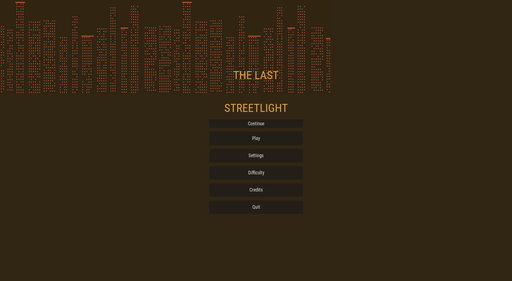 THE LAST
STREETLIGHT
Continue
Play
Settings
Difficulty
Credits
Quit